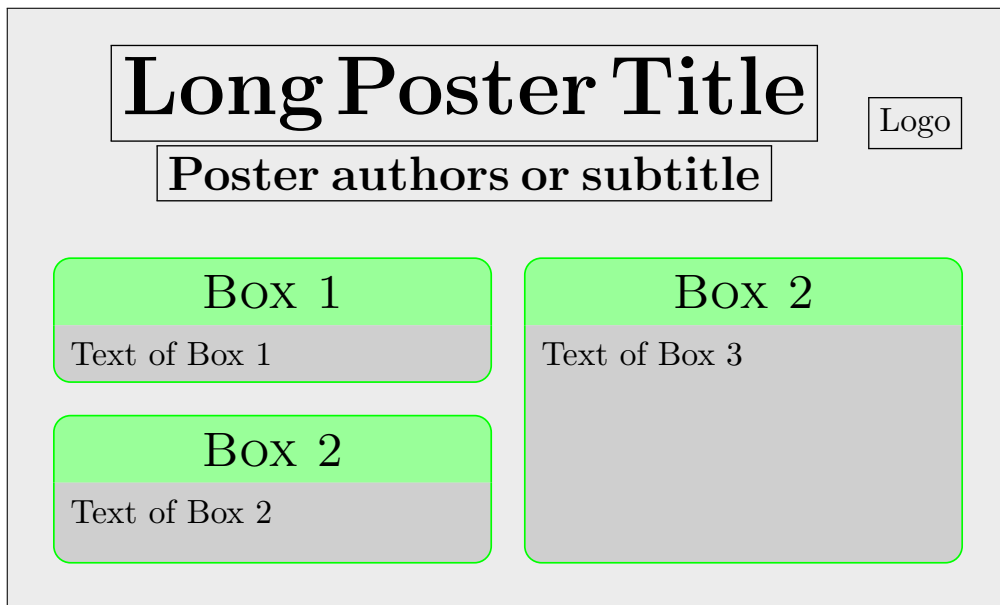 Long Poster Title
Logo
Poster authors or subtitle
Box 1
Text of Box 1
Box 2
Text of Box 2
Box 2
Text of Box 3